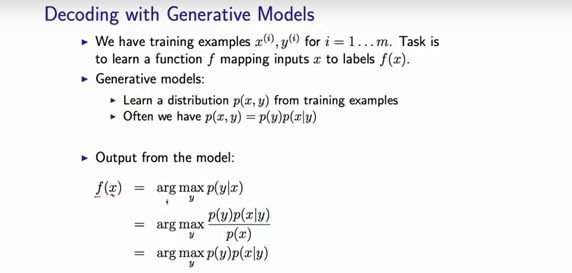 Decoding with Generative Models
▸ We have training examples x^(i), y^(i) for i = 1 . . . m. Task is
to learn a function f mapping inputs x to labels f(x).
▸ Generative models:
▸ Learn a distribution p(x, y) from training examples
▸ Often we have p(x, y) = p(y)p(x|y)
▸ Output from the model:
f(x) = arg max_y p(y|x)
= arg max_y p(y)p(x|y) / p(x)
= arg max_y p(y)p(x|y)